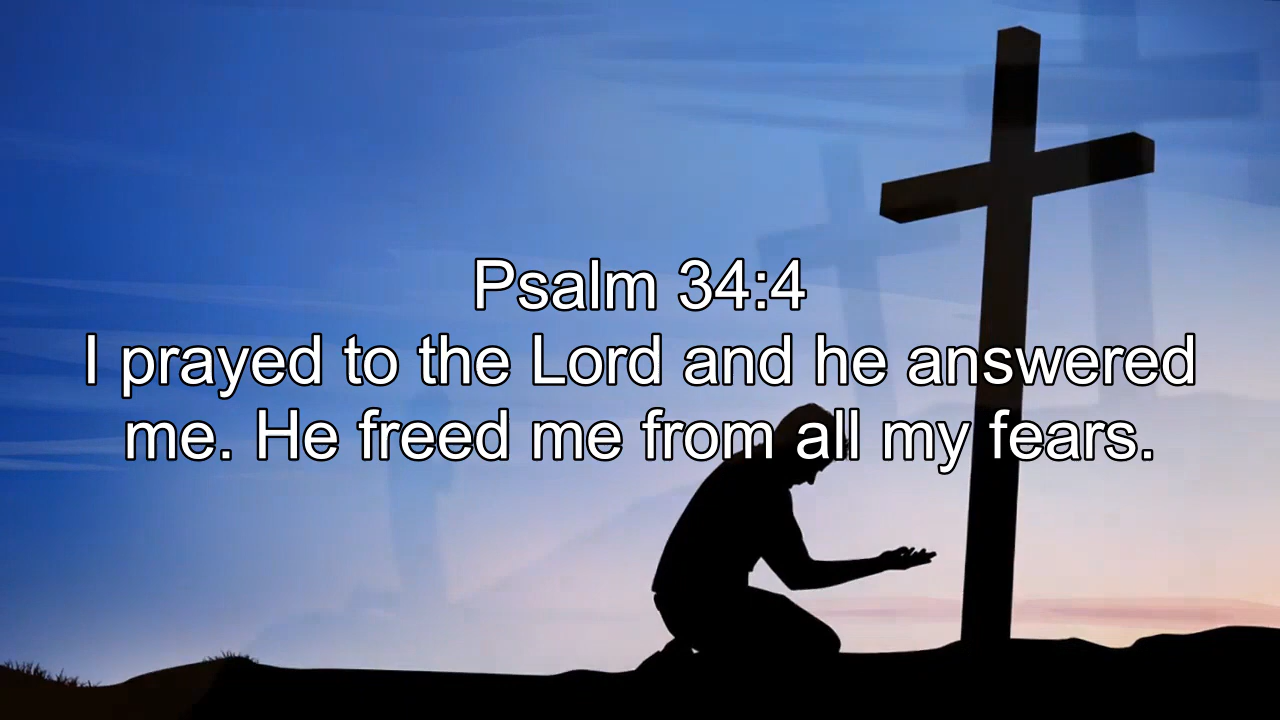 Psalm 34:4
I prayed to the Lord and he answered
me. He freed me from all my fears.